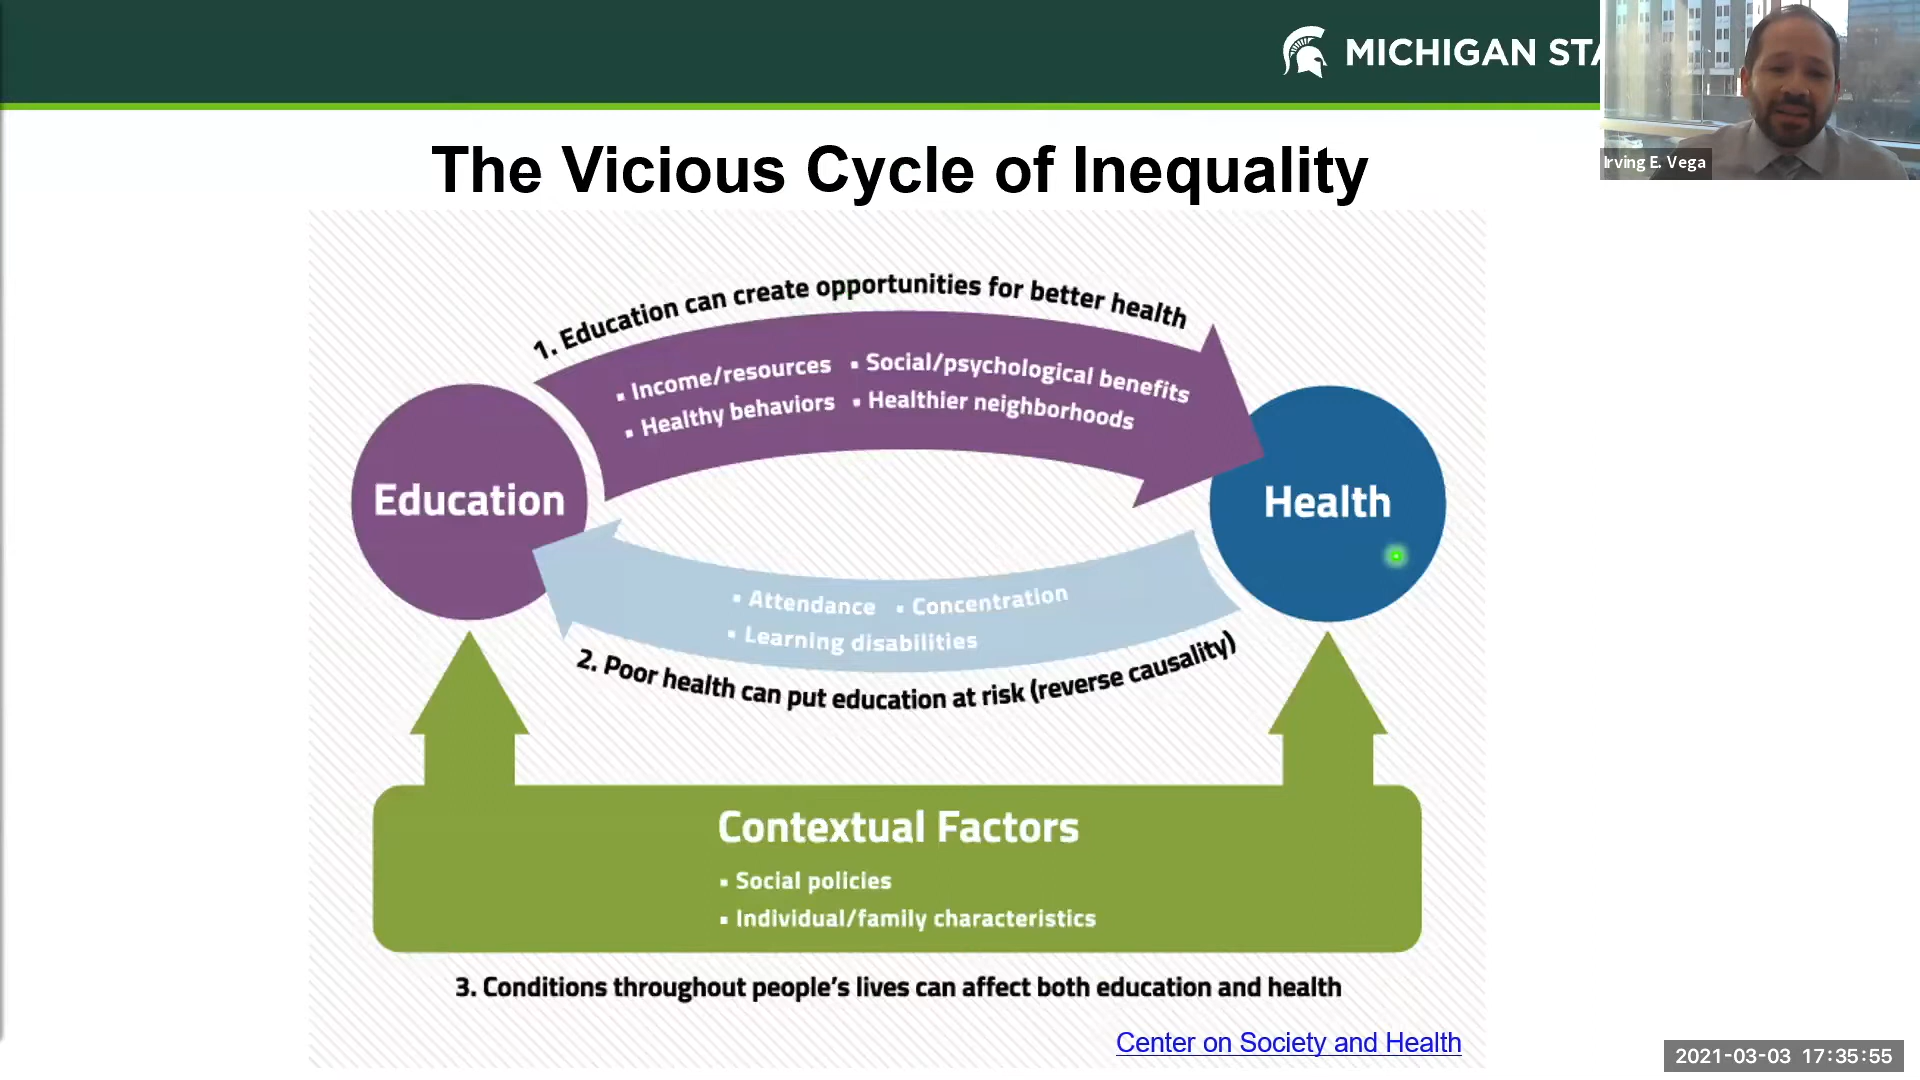 MICHIGAN STA
Irving E. Vega
The Vicious Cycle of Inequality
1. Education can create opportunities for better health
▪ Income/resources ▪ Social/psychological benefits
▪ Healthy behaviors ▪ Healthier neighborhoods
Education
Health
▪ Attendance ▪ Concentration
▪ Learning disabilities
2. Poor health can put education at risk (reverse causality)
Contextual Factors
▪ Social policies
▪ Individual/family characteristics
3. Conditions throughout people's lives can affect both education and health
Center on Society and Health
2021-03-03 17:35:55